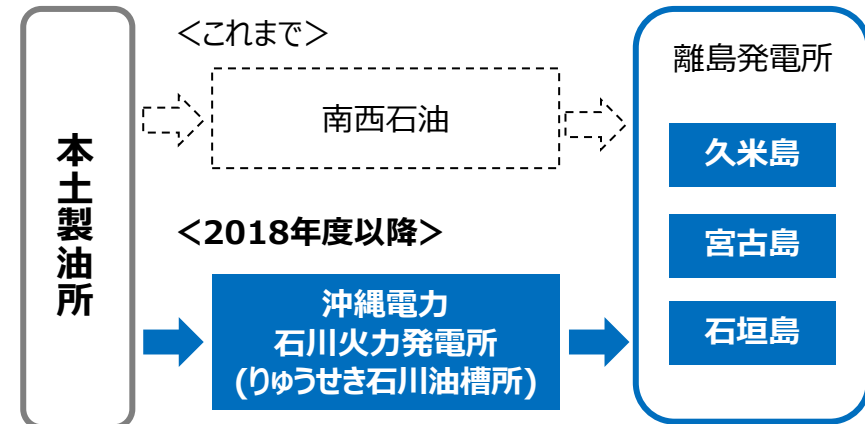 本土製油所
＜これまで＞
南西石油
＜2018年度以降＞
沖縄電力
石川火力発電所
(りゅうせき石川油槽所)
離島発電所
久米島
宮古島
石垣島